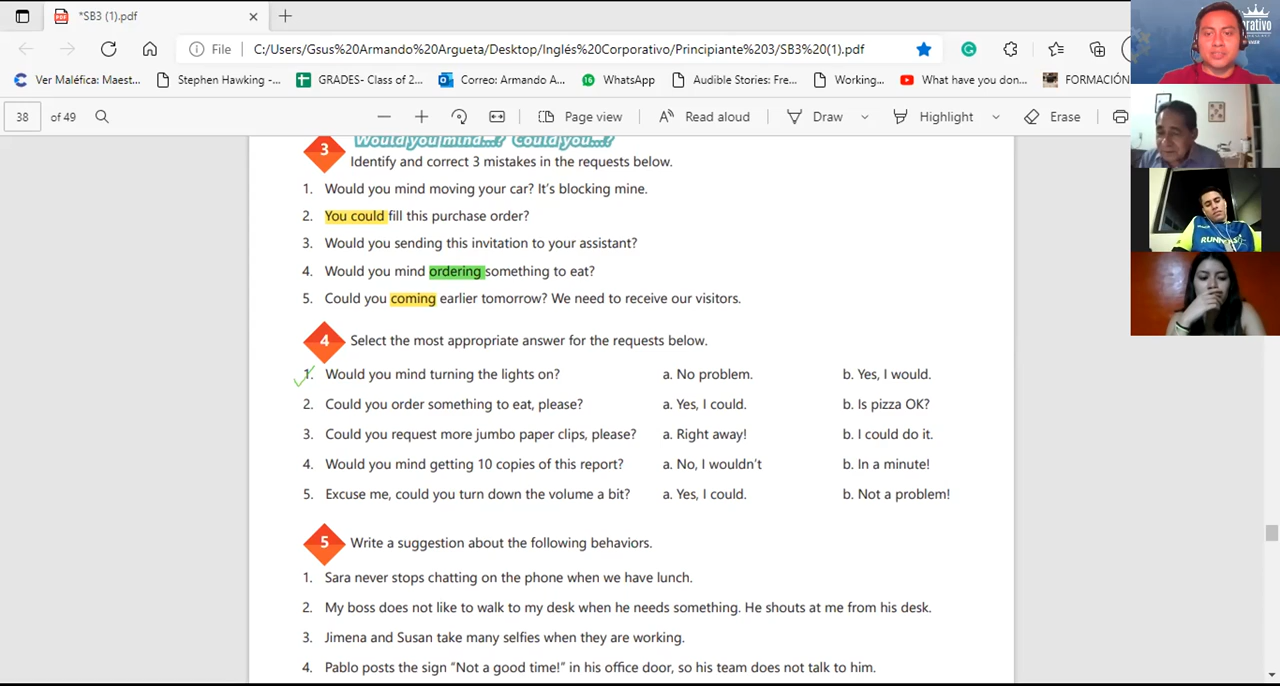 *SB3 (1).pdf
File C:/Users/Gsus%20Armando%20Argueta/Desktop/Inglés%20Corporativo/Principiante%203/SB3%20(1).pdf
Ver Maléfica: Maest... Stephen Hawking -... GRADES- Class of 2... Correo: Armando A... WhatsApp Audible Stories: Fre... Working... What have you don... FORMACIÓN
38 of 49 Page view Read aloud Draw Highlight Erase
3 Would you mind...? Could you...?
Identify and correct 3 mistakes in the requests below.
1. Would you mind moving your car? It's blocking mine.
2. You could fill this purchase order?
3. Would you sending this invitation to your assistant?
4. Would you mind ordering something to eat?
5. Could you coming earlier tomorrow? We need to receive our visitors.
4 Select the most appropriate answer for the requests below.
1. Would you mind turning the lights on? a. No problem. b. Yes, I would.
2. Could you order something to eat, please? a. Yes, I could. b. Is pizza OK?
3. Could you request more jumbo paper clips, please? a. Right away! b. I could do it.
4. Would you mind getting 10 copies of this report? a. No, I wouldn't b. In a minute!
5. Excuse me, could you turn down the volume a bit? a. Yes, I could. b. Not a problem!
5 Write a suggestion about the following behaviors.
1. Sara never stops chatting on the phone when we have lunch.
2. My boss does not like to walk to my desk when he needs something. He shouts at me from his desk.
3. Jimena and Susan take many selfies when they are working.
4. Pablo posts the sign "Not a good time!" in his office door, so his team does not talk to him.